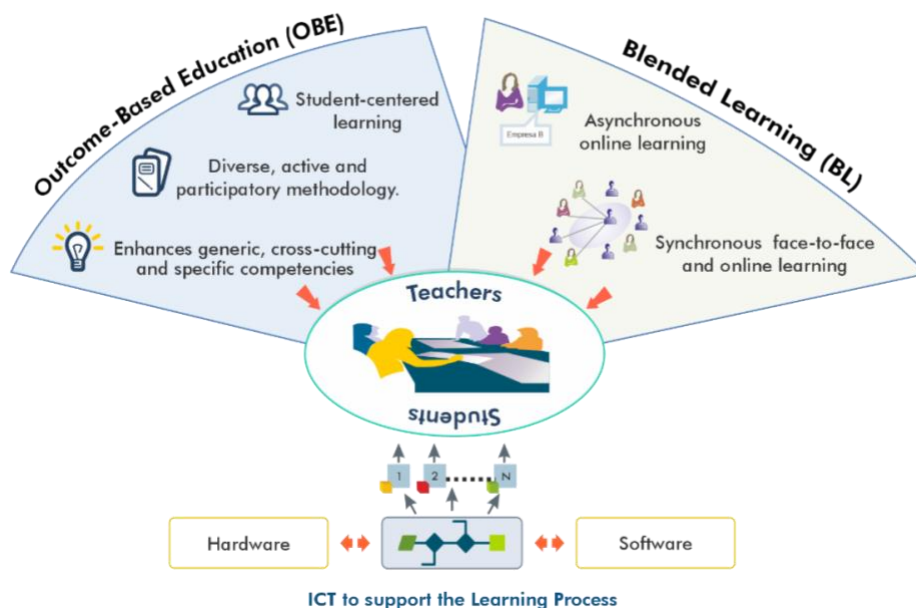 Outcome-Based Education (OBE)
Student-centered
learning
Diverse, active and
participatory methodology.
Enhances generic, cross-cutting
and specific competencies
Blended Learning (BL)
Empresa B
Asynchronous
online learning
Synchronous face-to-face
and online learning
Teachers
Students
1
2
N
Hardware
Software
ICT to support the Learning Process